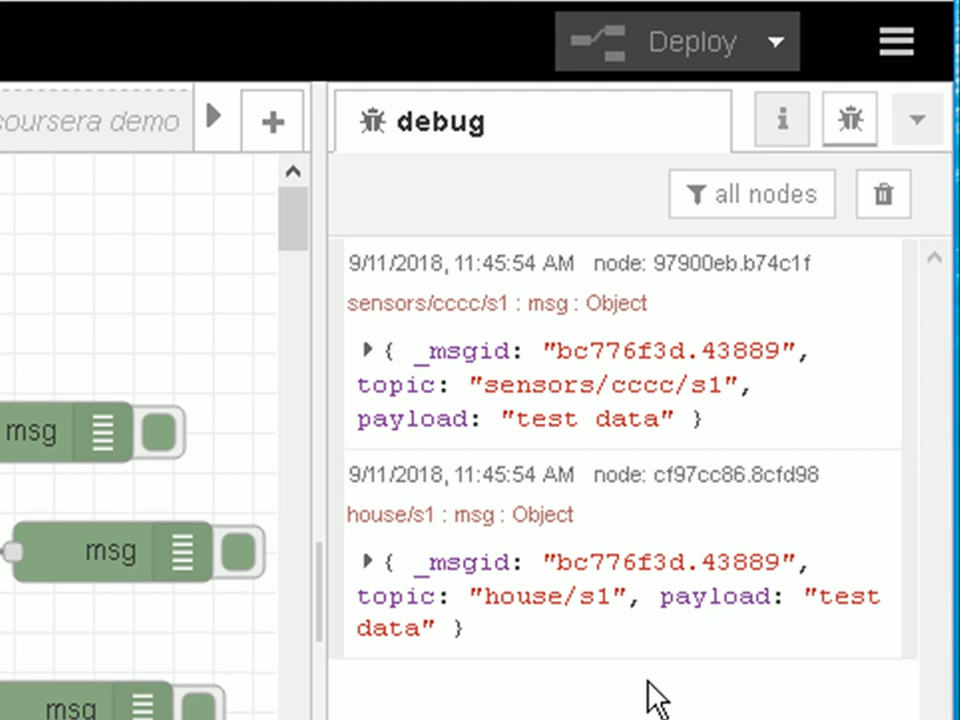 Deploy
coursera demo
debug
all nodes
9/11/2018, 11:45:54 AM node: 97900eb.b74c1f
sensors/cccc/s1 : msg : Object
{ _msgid: "bc776f3d.43889",
topic: "sensors/cccc/s1",
payload: "test data" }
9/11/2018, 11:45:54 AM node: cf97cc86.8cfd98
house/s1 : msg : Object
{ _msgid: "bc776f3d.43889",
topic: "house/s1", payload: "test
data" }
msg
msg
msg